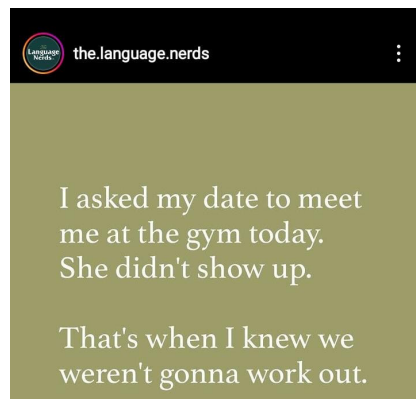 Language
Nerds
the.language.nerds
I asked my date to meet
me at the gym today.
She didn't show up.
That's when I knew we
weren't gonna work out.